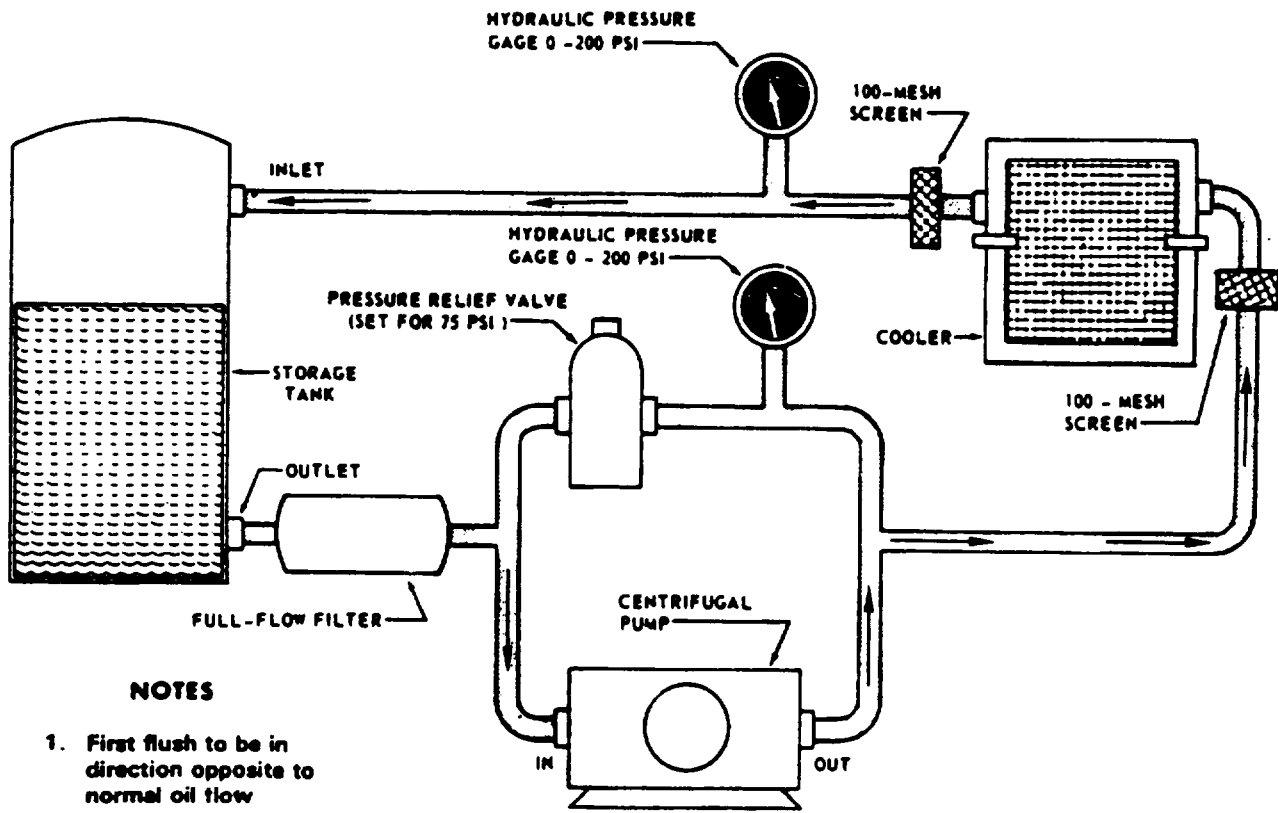 HYDRAULIC PRESSURE
GAGE 0 -200 PSI
100-MESH
SCREEN
INLET
HYDRAULIC PRESSURE
GAGE 0 - 200 PSI
PRESSURE RELIEF VALVE
(SET FOR 75 PSI )
COOLER
STORAGE
TANK
100 - MESH
SCREEN
OUTLET
FULL-FLOW FILTER
CENTRIFUGAL
PUMP
IN
OUT
NOTES
1. First flush to be in
direction opposite to
normal oil flow